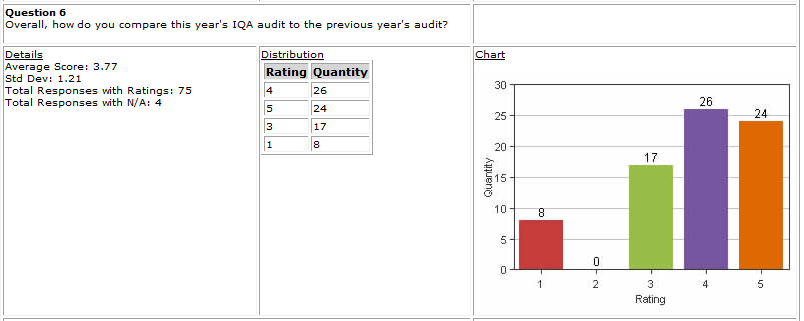 Question 6
Overall, how do you compare this year's IQA audit to the previous year's audit?
Details
Average Score: 3.77
Std Dev: 1.21
Total Responses with Ratings: 75
Total Responses with N/A: 4
Distribution
Rating Quantity
4 26
5 24
3 17
1 8
Chart
30
25
20
15
10
5
0
Quantity
8
0
17
26
24
1 2 3 4 5
Rating